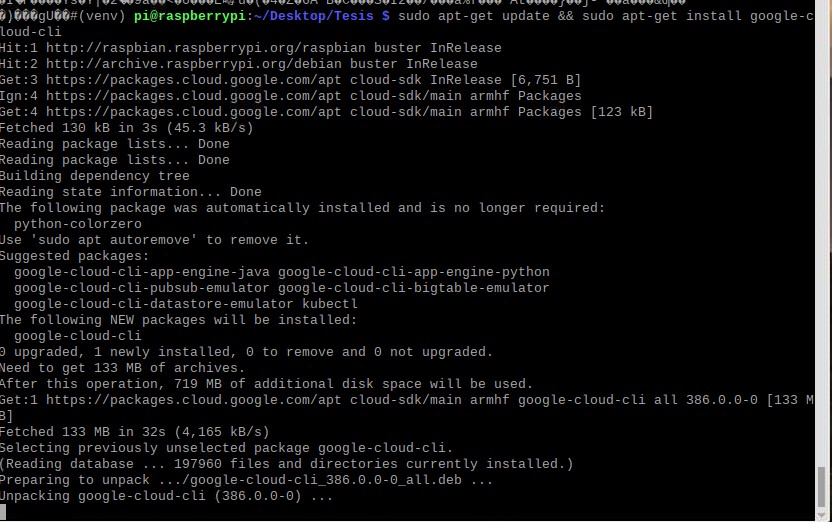 (venv) pi@raspberrypi:~/Desktop/Tesis $ sudo apt-get update && sudo apt-get install google-c
loud-cli
Hit:1 http://raspbian.raspberrypi.org/raspbian buster InRelease
Hit:2 http://archive.raspberrypi.org/debian buster InRelease
Get:3 https://packages.cloud.google.com/apt cloud-sdk InRelease [6,751 B]
Ign:4 https://packages.cloud.google.com/apt cloud-sdk/main armhf Packages
Get:4 https://packages.cloud.google.com/apt cloud-sdk/main armhf Packages [123 kB]
Fetched 130 kB in 3s (45.3 kB/s)
Reading package lists... Done
Reading package lists... Done
Building dependency tree
Reading state information... Done
The following package was automatically installed and is no longer required:
  python-colorzero
Use 'sudo apt autoremove' to remove it.
Suggested packages:
  google-cloud-cli-app-engine-java google-cloud-cli-app-engine-python
  google-cloud-cli-pubsub-emulator google-cloud-cli-bigtable-emulator
  google-cloud-cli-datastore-emulator kubectl
The following NEW packages will be installed:
  google-cloud-cli
0 upgraded, 1 newly installed, 0 to remove and 0 not upgraded.
Need to get 133 MB of archives.
After this operation, 719 MB of additional disk space will be used.
Get:1 https://packages.cloud.google.com/apt cloud-sdk/main armhf google-cloud-cli all 386.0.0-0 [133 M
B]
Fetched 133 MB in 32s (4,165 kB/s)
Selecting previously unselected package google-cloud-cli.
(Reading database ... 197960 files and directories currently installed.)
Preparing to unpack .../google-cloud-cli_386.0.0-0_all.deb ...
Unpacking google-cloud-cli (386.0.0-0) ...